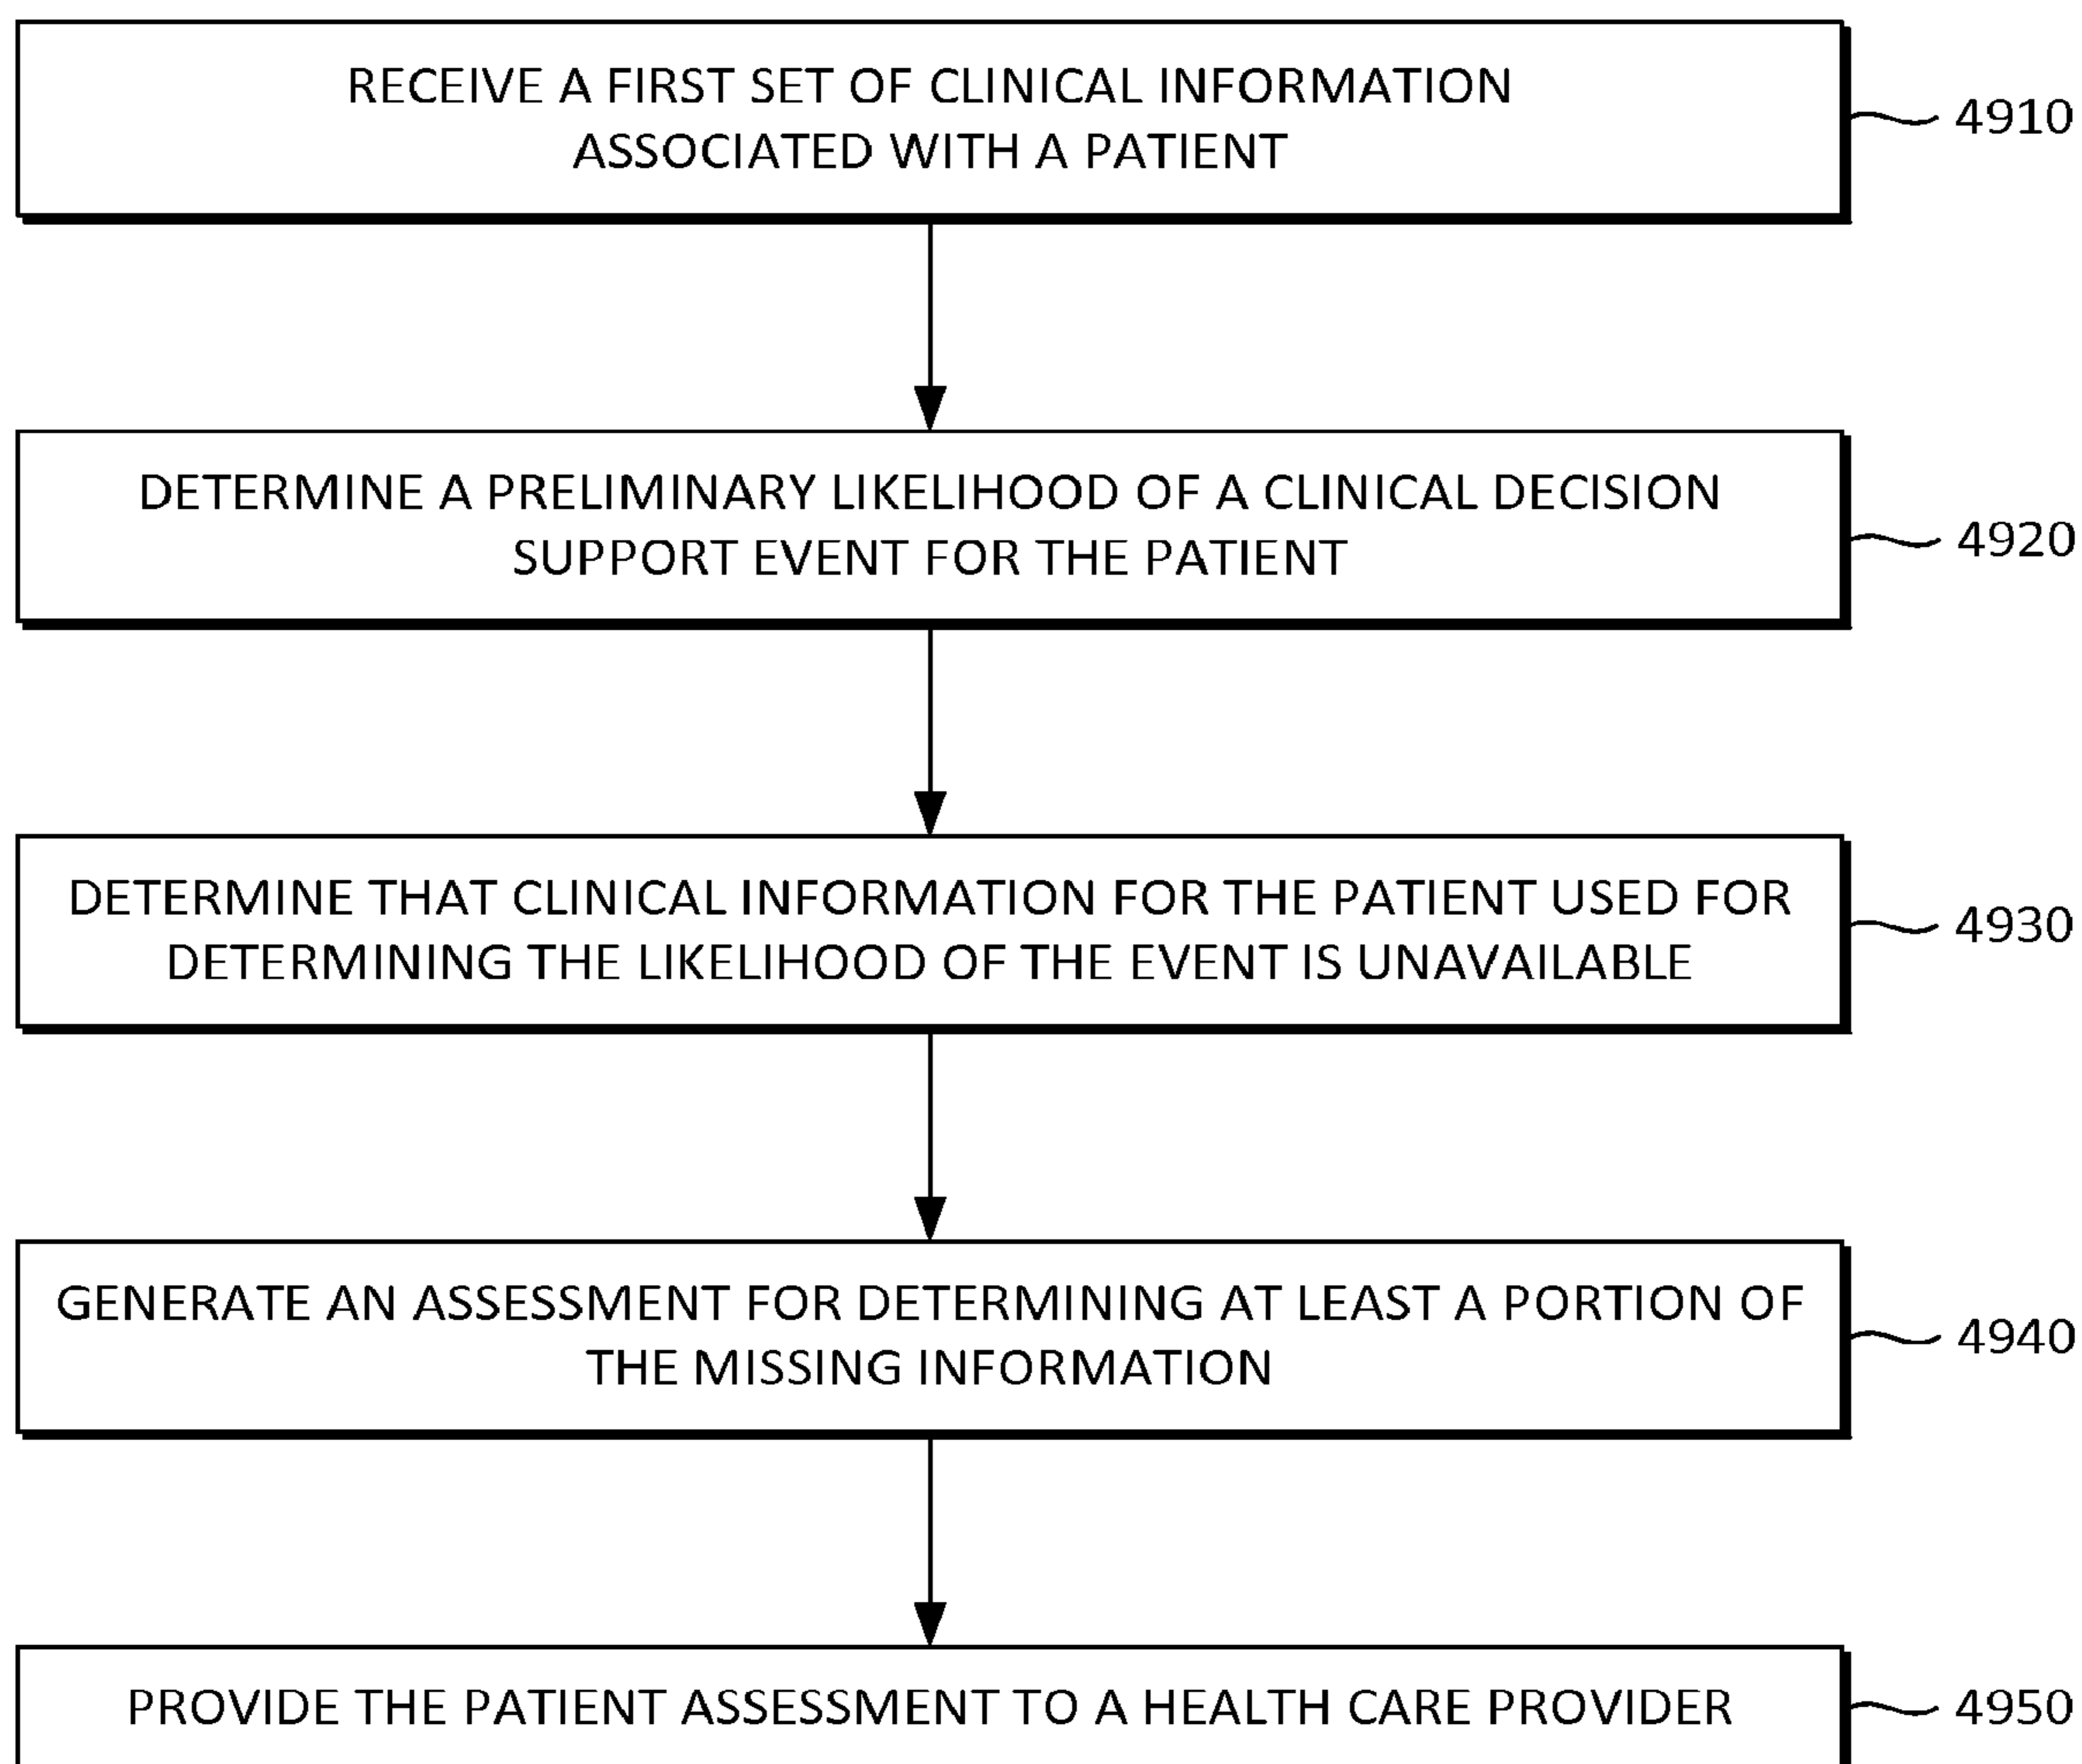 RECEIVE A FIRST SET OF CLINICAL INFORMATION
ASSOCIATED WITH A PATIENT
4910
DETERMINE A PRELIMINARY LIKELIHOOD OF A CLINICAL DECISION
SUPPORT EVENT FOR THE PATIENT
4920
DETERMINE THAT CLINICAL INFORMATION FOR THE PATIENT USED FOR
DETERMINING THE LIKELIHOOD OF THE EVENT IS UNAVAILABLE
4930
GENERATE AN ASSESSMENT FOR DETERMINING AT LEAST A PORTION OF
THE MISSING INFORMATION
4940
PROVIDE THE PATIENT ASSESSMENT TO A HEALTH CARE PROVIDER
4950